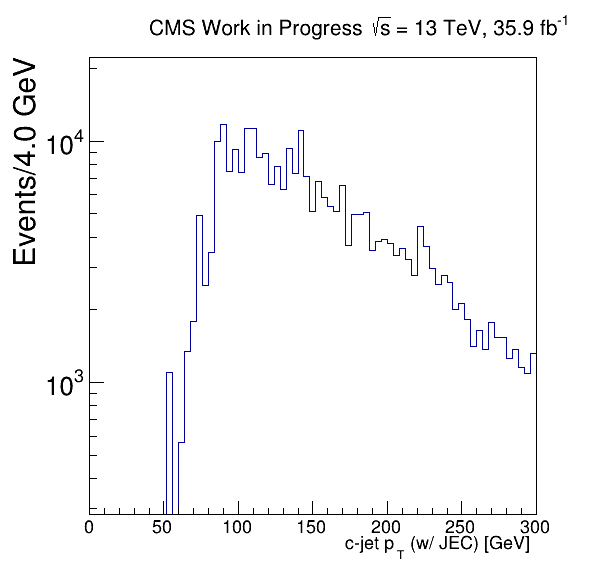 CMS Work in Progress √s = 13 TeV, 35.9 fb⁻¹
Events/4.0 GeV
10⁴
10³
0 50 100 150 200 250 300
c-jet p_T (w/ JEC) [GeV]